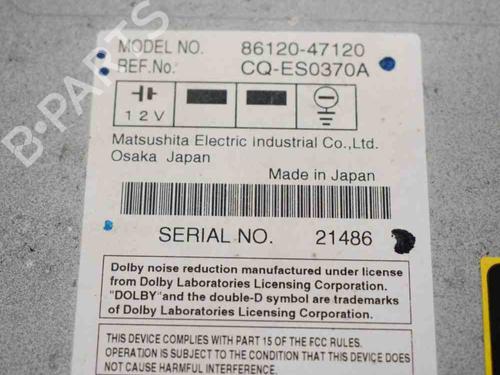 MODEL NO. 86120-47120
REF.No: CQ-ES0370A
12V
Matsushita Electric industrial Co.,Ltd.
Osaka Japan
Made in Japan
SERIAL NO. 21486
Dolby noise reduction manufactured under license
from Dolby Laboratories Licensing Corporation.
"DOLBY" and the double-D symbol are trademarks
of Dolby Laboratories Licensing Corporation.
THIS DEVICE COMPLIES WITH PART 15 OF THE FCC RULES.
OPERATION IS SUBJECT TO THE CONDITION THAT THIS DEVICE DOES
NOT CAUSE HARMFUL INTERFERENCE.
B-PARTS